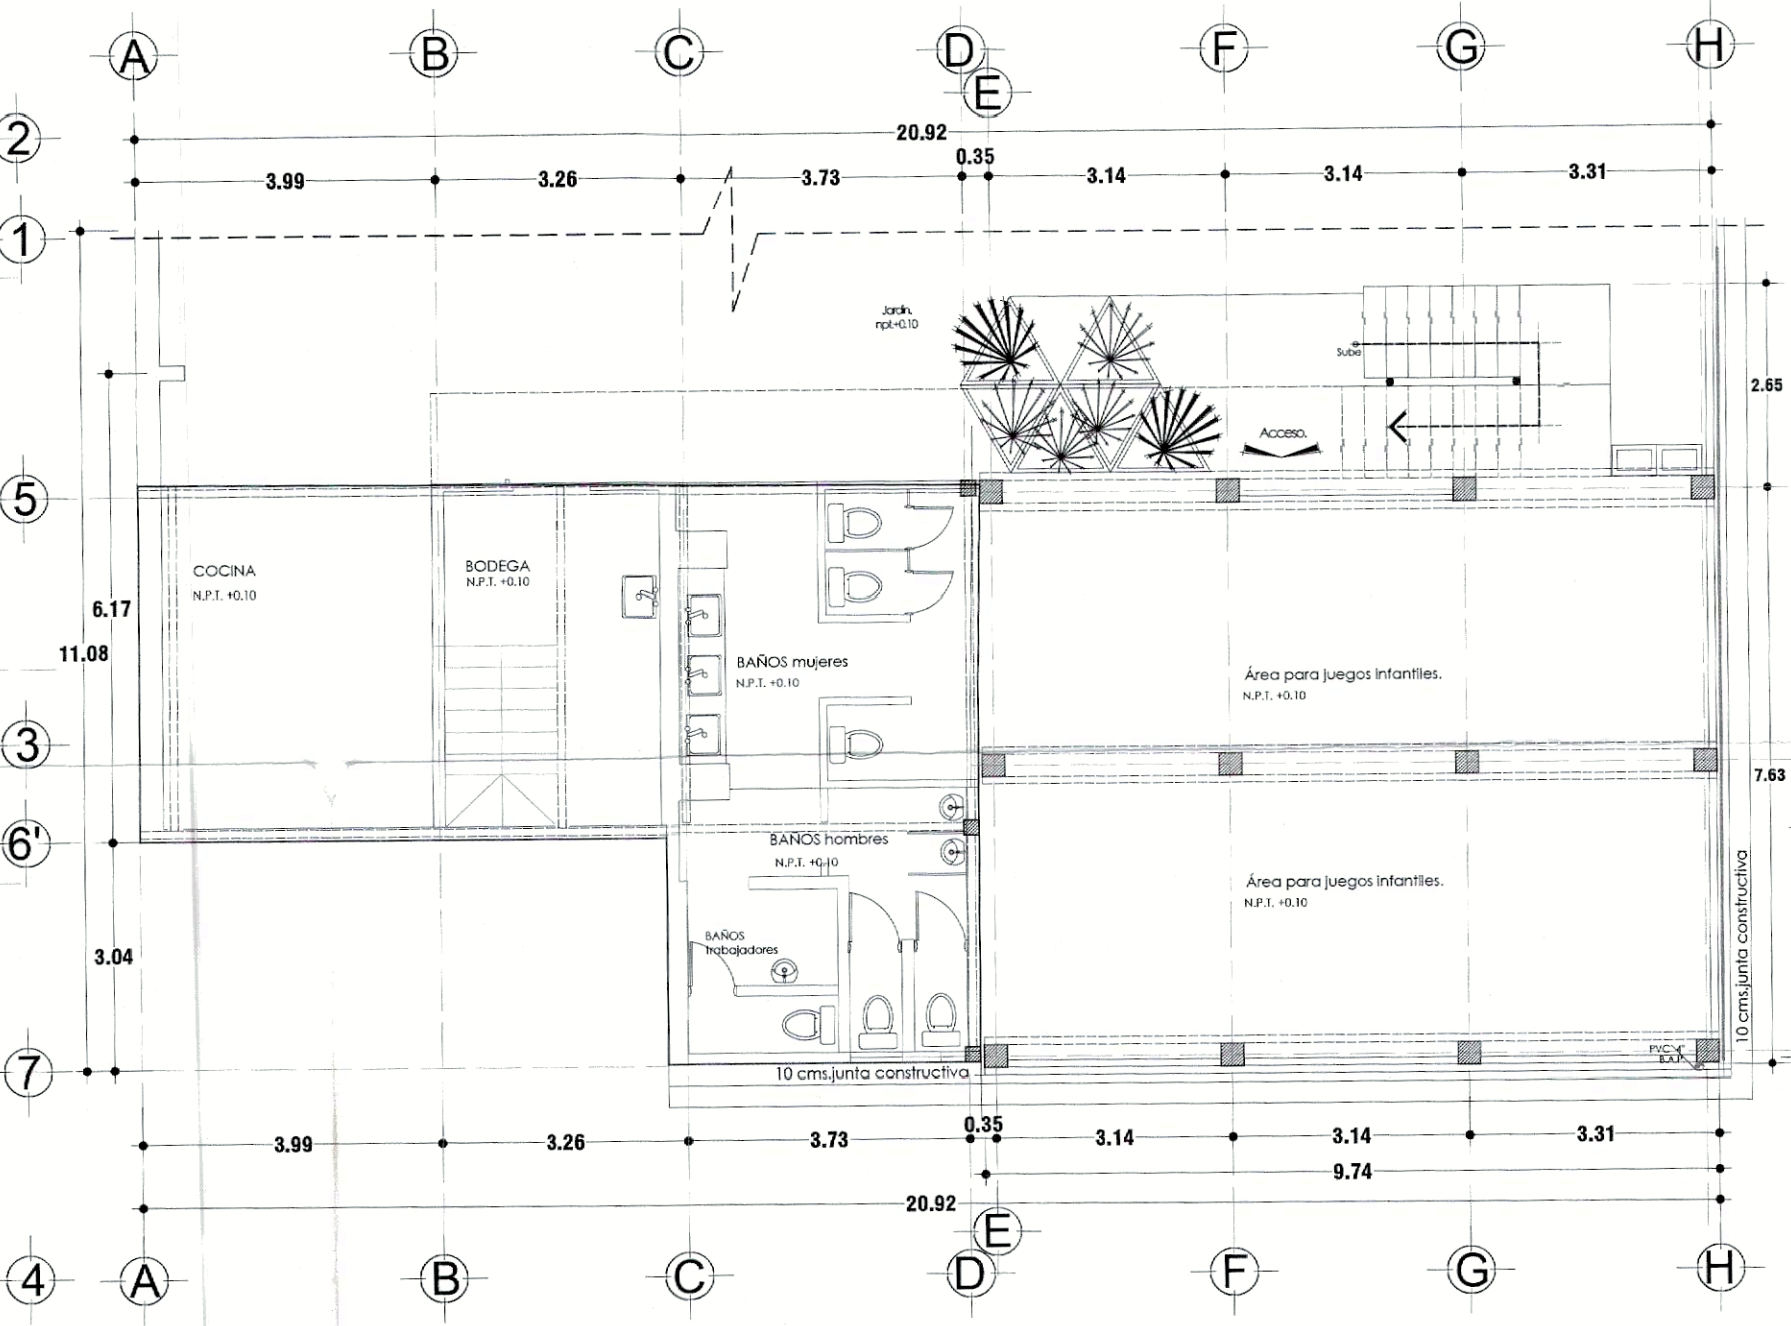 A B C D E F G H
2
20.92
0.35
3.99 3.26 3.73 3.14 3.14 3.31
1
Jardín.
npt:+0.10
Sube
2.65
Acceso.
5
COCINA
N.P.T. +0.10
BODEGA
N.P.T. +0.10
6.17
11.08
BAÑOS mujeres
N.P.T. +0.10
Área para juegos infantiles.
N.P.T. +0.10
3
7.63
6'
BAÑOS hombres
N.P.T. +0.10
Área para juegos infantiles.
N.P.T. +0.10
10 cms.junta constructiva
BAÑOS
trabajadores
3.04
PVC 4"
B.A.P.
7
10 cms.junta constructiva
0.35
3.99 3.26 3.73 3.14 3.14 3.31
9.74
20.92
E
4
A B C D F G H